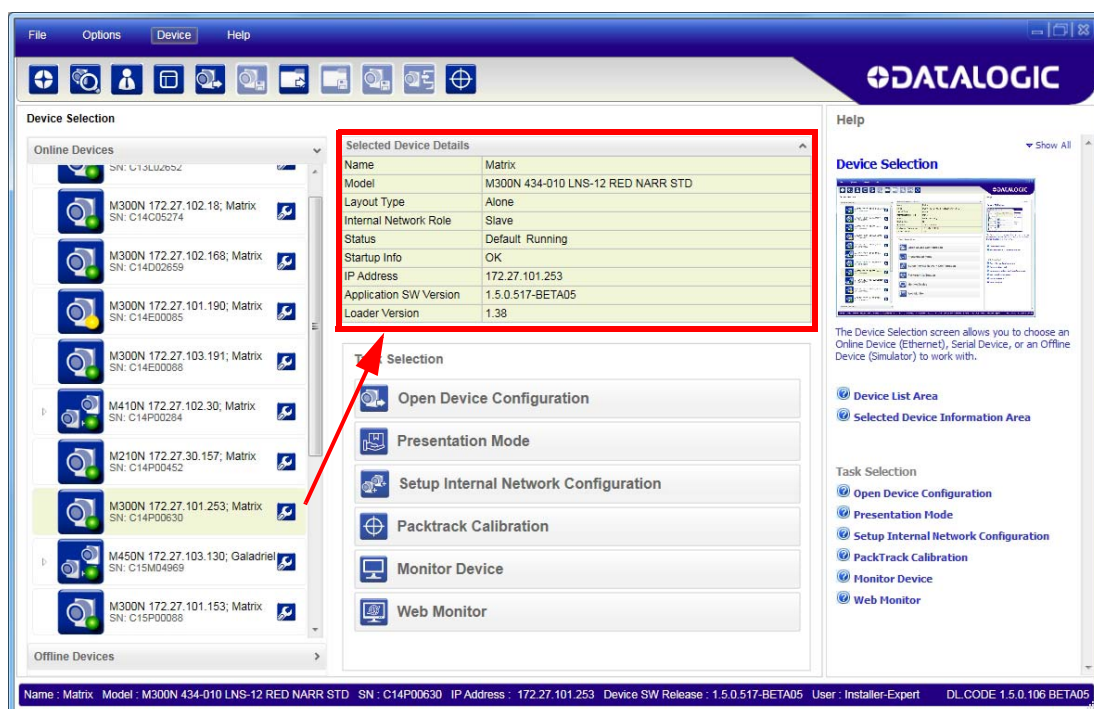 File Options Device Help
DATALOGIC
Device Selection
Online Devices
SN: C13L02652
M300N 172.27.102.18; Matrix
SN: C14C05274
M300N 172.27.102.168; Matrix
SN: C14D02659
M300N 172.27.101.190; Matrix
SN: C14E00085
M300N 172.27.103.191; Matrix
SN: C14E00088
M410N 172.27.102.30; Matrix
SN: C14P00284
M210N 172.27.30.157; Matrix
SN: C14P00452
M300N 172.27.101.253; Matrix
SN: C14P00630
M450N 172.27.103.130; Galadriel
SN: C15M04969
M300N 172.27.101.153; Matrix
SN: C15P00088
Offline Devices
Selected Device Details
Name Matrix
Model M300N 434-010 LNS-12 RED NARR STD
Layout Type Alone
Internal Network Role Slave
Status Default Running
Startup Info OK
IP Address 172.27.101.253
Application SW Version 1.5.0.517-BETA05
Loader Version 1.38
Task Selection
Open Device Configuration
Presentation Mode
Setup Internal Network Configuration
Packtrack Calibration
Monitor Device
Web Monitor
Help
Show All
Device Selection
The Device Selection screen allows you to choose an
Online Device (Ethernet), Serial Device, or an Offline
Device (Simulator) to work with.
Device List Area
Selected Device Information Area
Task Selection
Open Device Configuration
Presentation Mode
Setup Internal Network Configuration
PackTrack Calibration
Monitor Device
Web Monitor
Name : Matrix Model : M300N 434-010 LNS-12 RED NARR STD SN : C14P00630 IP Address : 172.27.101.253 Device SW Release : 1.5.0.517-BETA05 User : Installer-Expert DL.CODE 1.5.0.106 BETA05